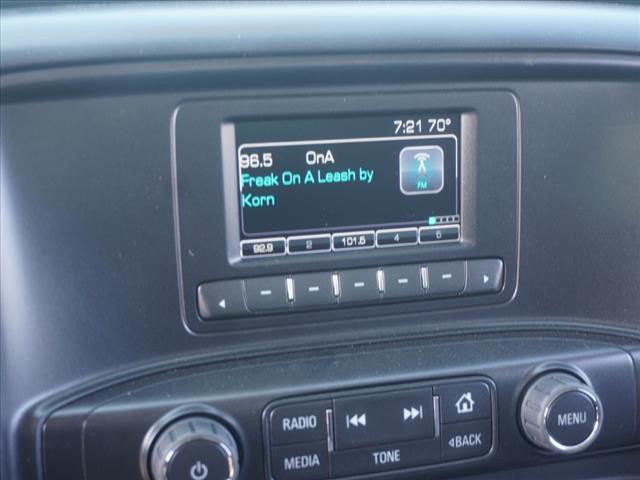 7:21 70°
96.5 OnA
Freak On A Leash by
Korn
FM
92.9 2 101.5 4 5
RADIO
MENU
MEDIA TONE BACK